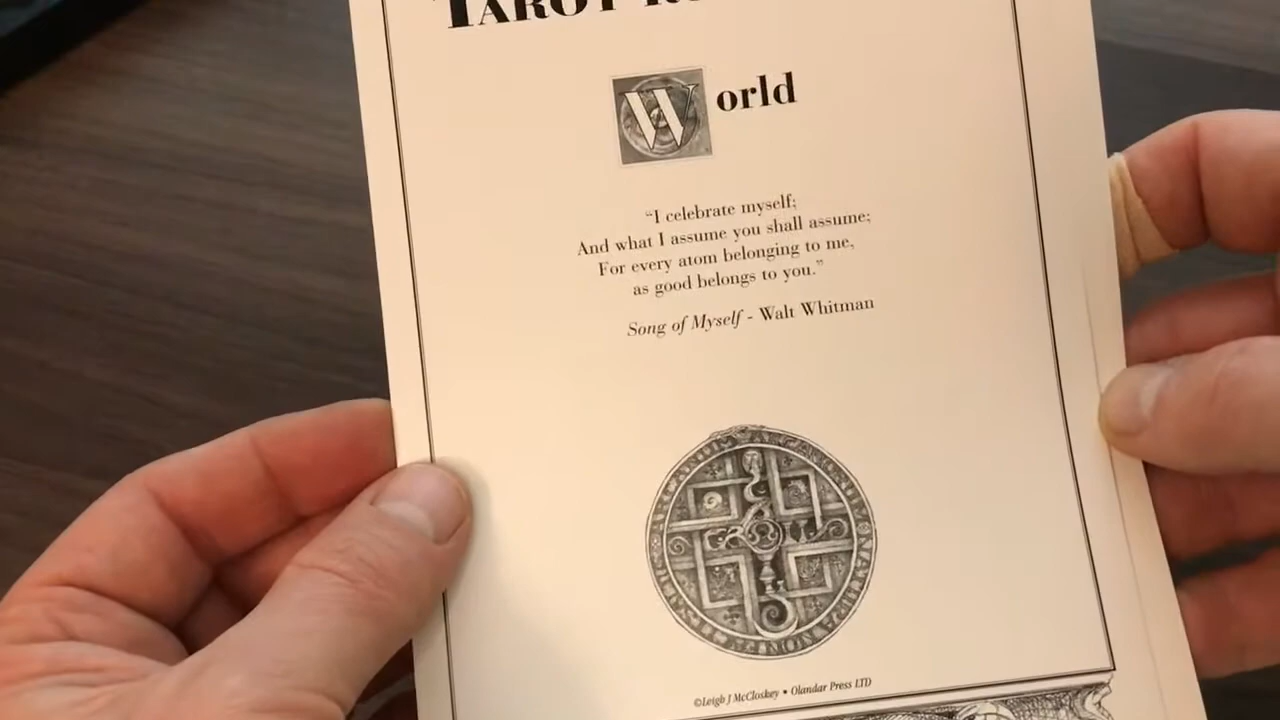 TAROT
World
“I celebrate myself;
And what I assume you shall assume;
For every atom belonging to me,
as good belongs to you.”
Song of Myself - Walt Whitman
©Leigh J McCloskey • Olandar Press LTD